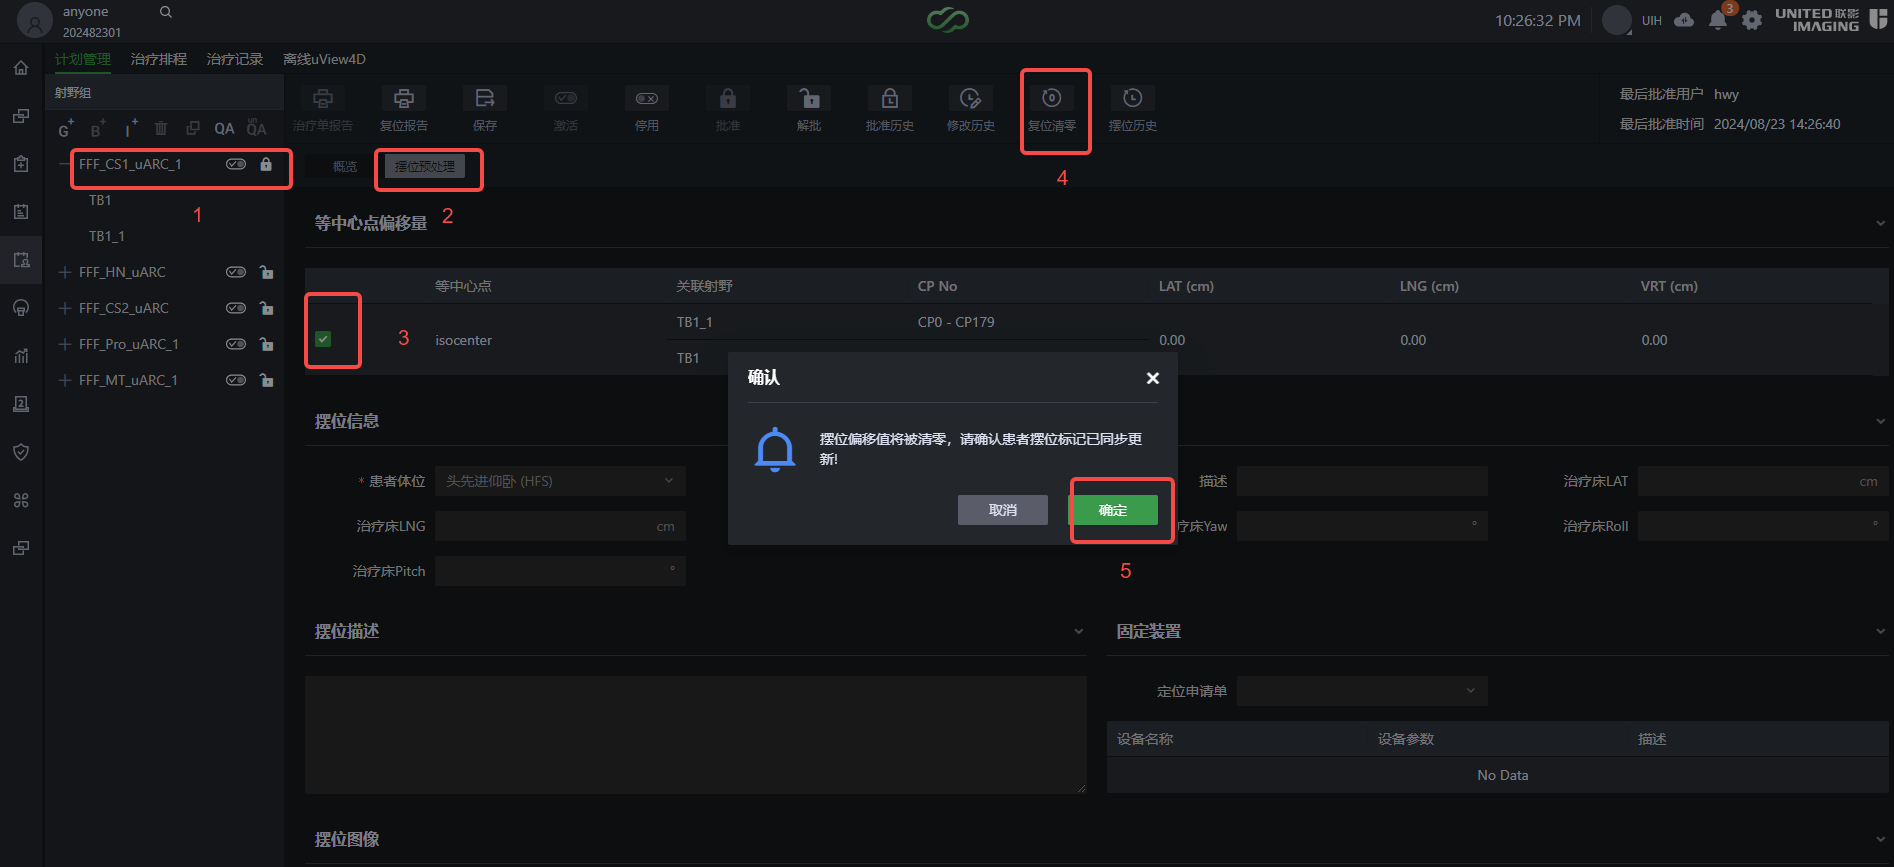 anyone
202482301
10:26:32 PM
UIH
3
UNITED 联影
IMAGING
计划管理
治疗排程
治疗记录
离线uView4D
射野组
G+
B+
I+
QA
un
QA
治疗单报告
复位报告
保存
激活
停用
批准
解批
批准历史
修改历史
复位清零
摆位历史
最后批准用户 hwy
最后批准时间 2024/08/23 14:26:40
FFF_CS1_uARC_1
TB1
TB1_1
FFF_HN_uARC
FFF_CS2_uARC
FFF_Pro_uARC_1
FFF_MT_uARC_1
1
概览
摆位预处理
2
4
等中心点偏移量
等中心点
关联射野
CP No
LAT (cm)
LNG (cm)
VRT (cm)
3
isocenter
TB1_1
CP0 - CP179
TB1
0.00
0.00
0.00
确认
摆位偏移值将被清零，请确认患者摆位标记已同步更
新!
取消
确定
5
摆位信息
* 患者体位
头先进仰卧 (HFS)
描述
治疗床LAT
cm
治疗床LNG
cm
疗床Yaw
°
治疗床Roll
°
治疗床Pitch
°
摆位描述
固定装置
定位申请单
设备名称
设备参数
描述
No Data
摆位图像
2